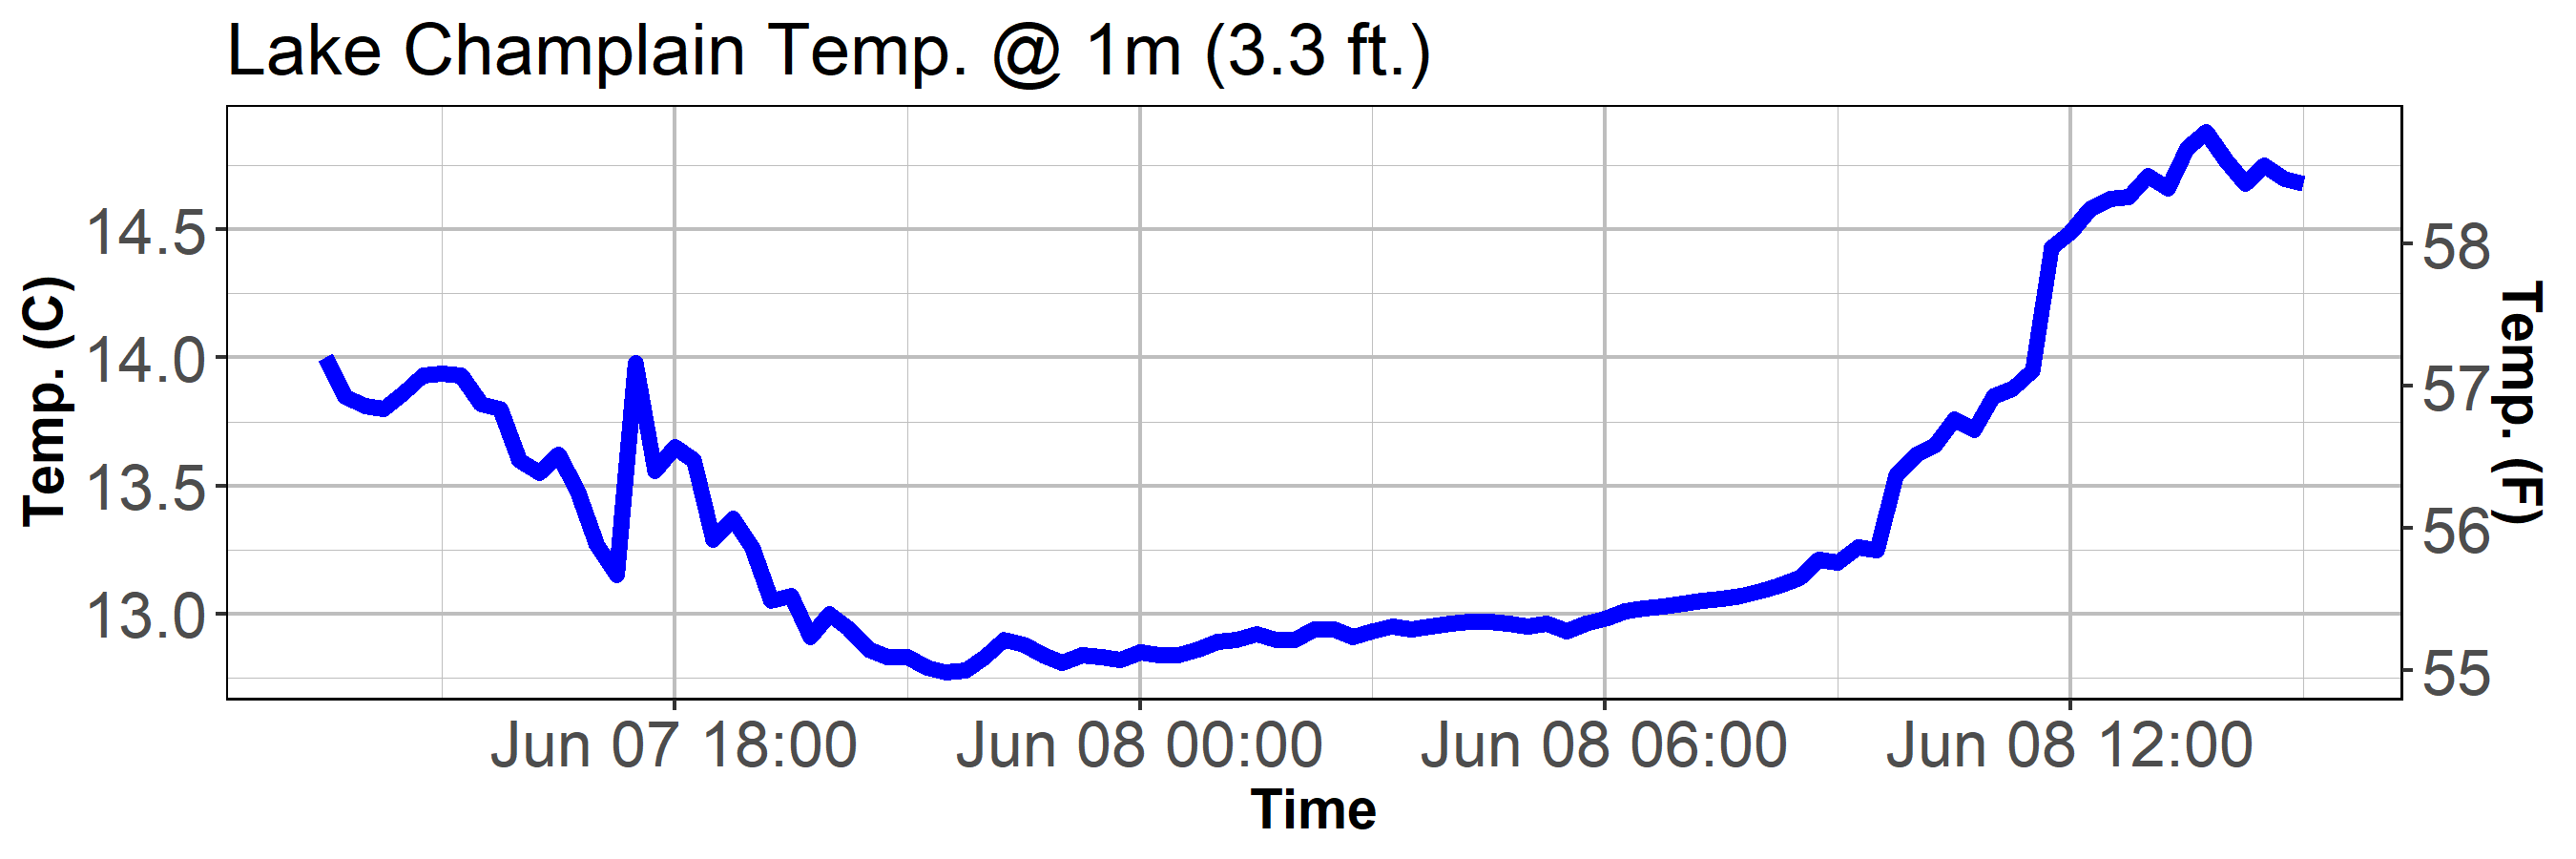 Lake Champlain Temp. @ 1m (3.3 ft.)
Temp. (C)
14.5
14.0
13.5
13.0
58
57
56
55
Temp. (F)
Jun 07 18:00 Jun 08 00:00 Jun 08 06:00 Jun 08 12:00
Time